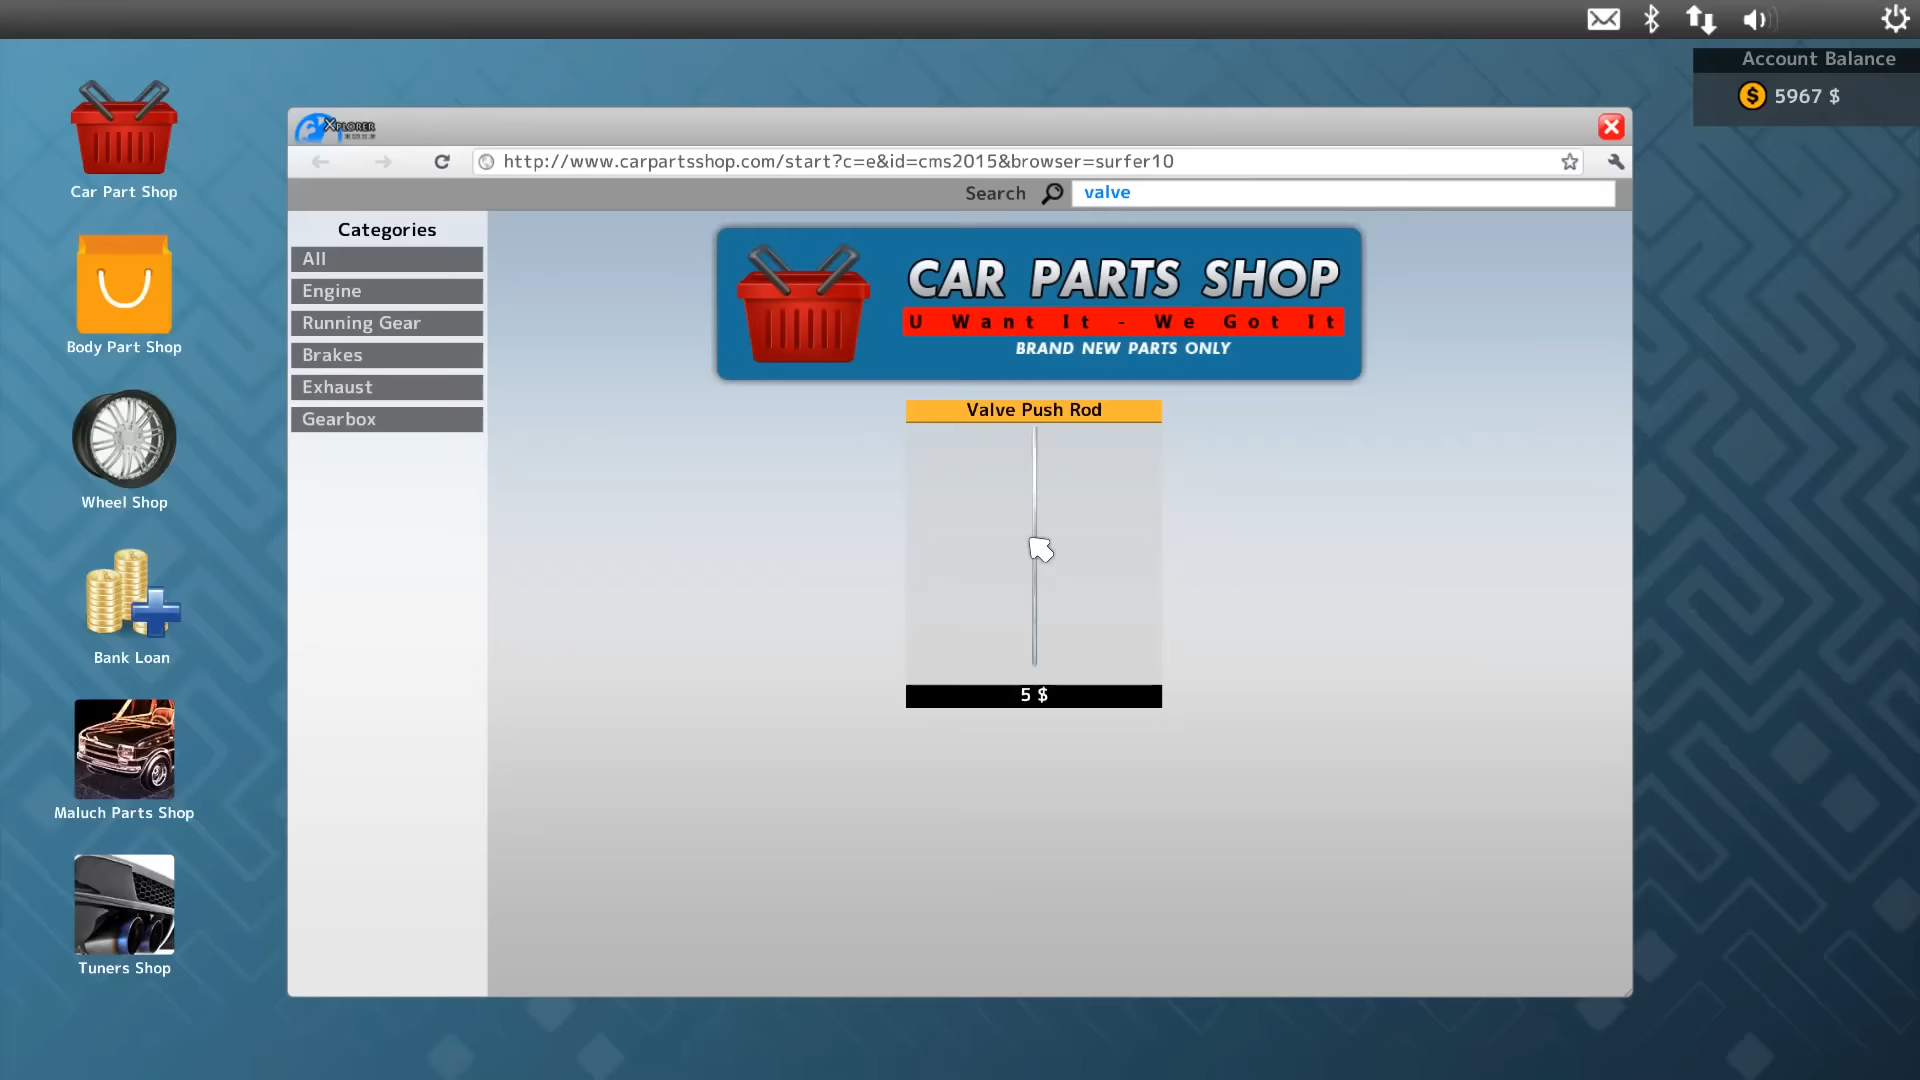 Account Balance
5967 $
XPLORER
http://www.carpartsshop.com/start?c=e&id=cms2015&browser=surfer10
Search
valve
Car Part Shop
Body Part Shop
Wheel Shop
Bank Loan
Maluch Parts Shop
Tuners Shop
Categories
All
Engine
Running Gear
Brakes
Exhaust
Gearbox
CAR PARTS SHOP
U Want It - We Got It
BRAND NEW PARTS ONLY
Valve Push Rod
5 $